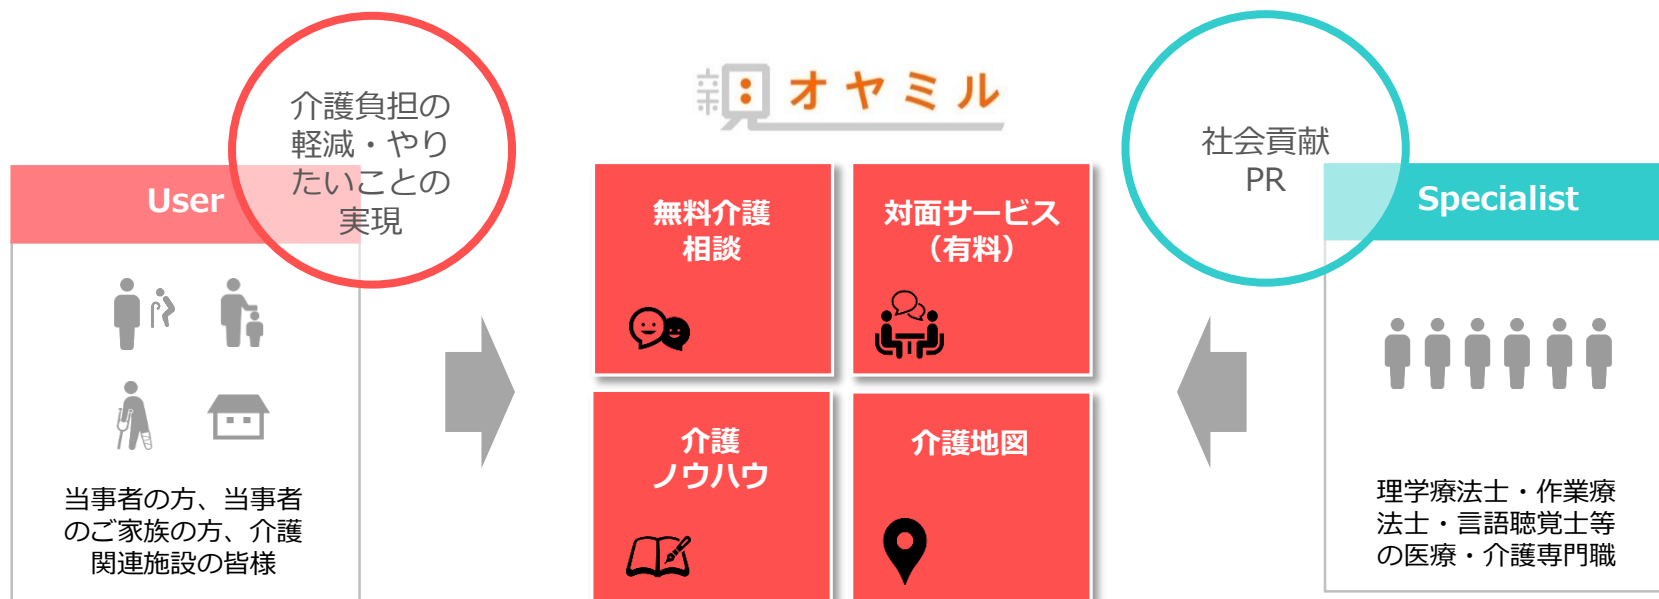 介護負担の
軽減・やり
たいことの
実現
User
当事者の方、当事者
のご家族の方、介護
関連施設の皆様
親 オヤミル
無料介護
相談
対面サービス
（有料）
介護
ノウハウ
介護地図
社会貢献
PR
Specialist
理学療法士・作業療
法士・言語聴覚士等
の医療・介護専門職